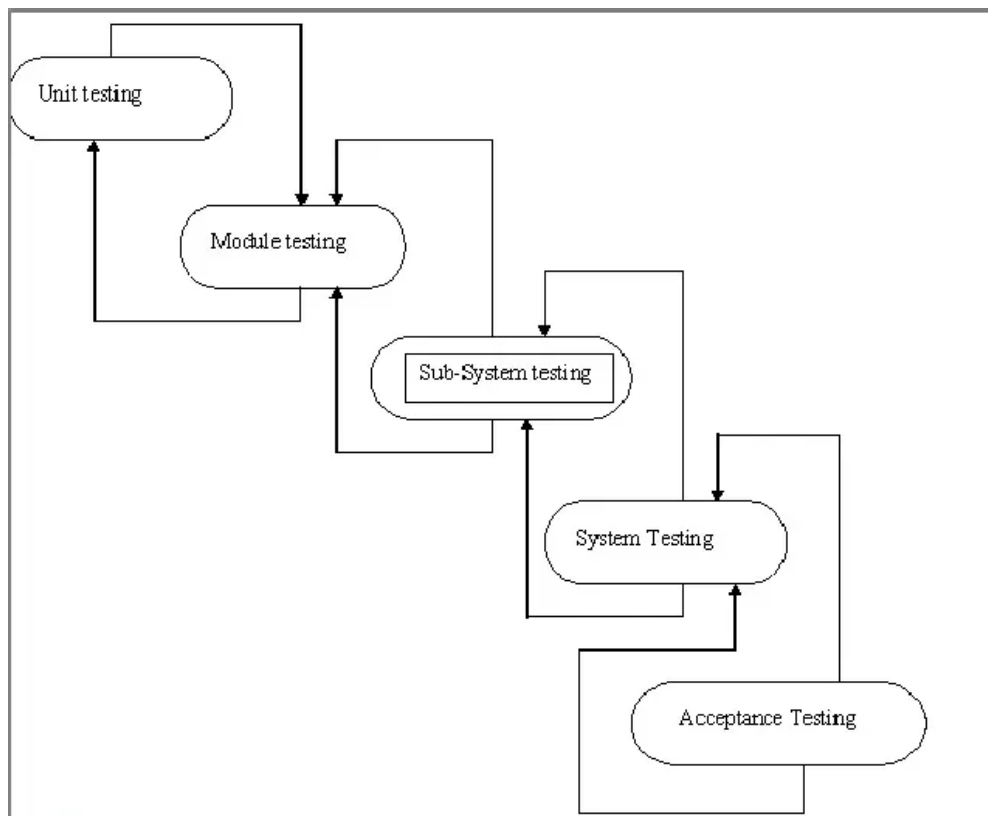 Unit testing
Module testing
Sub-System testing
System Testing
Acceptance Testing